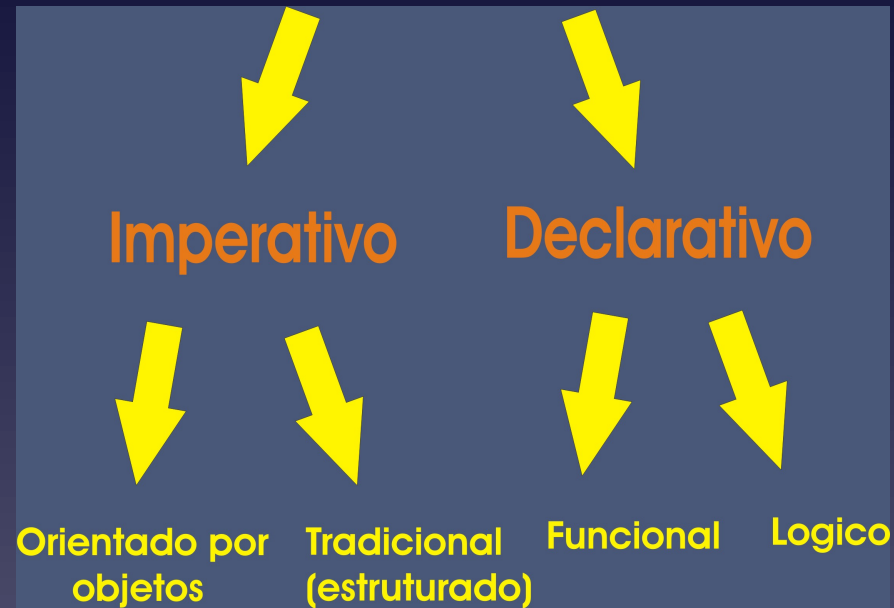 Imperativo
Declarativo
Orientado por
objetos
Tradicional
(estruturado)
Funcional
Logico